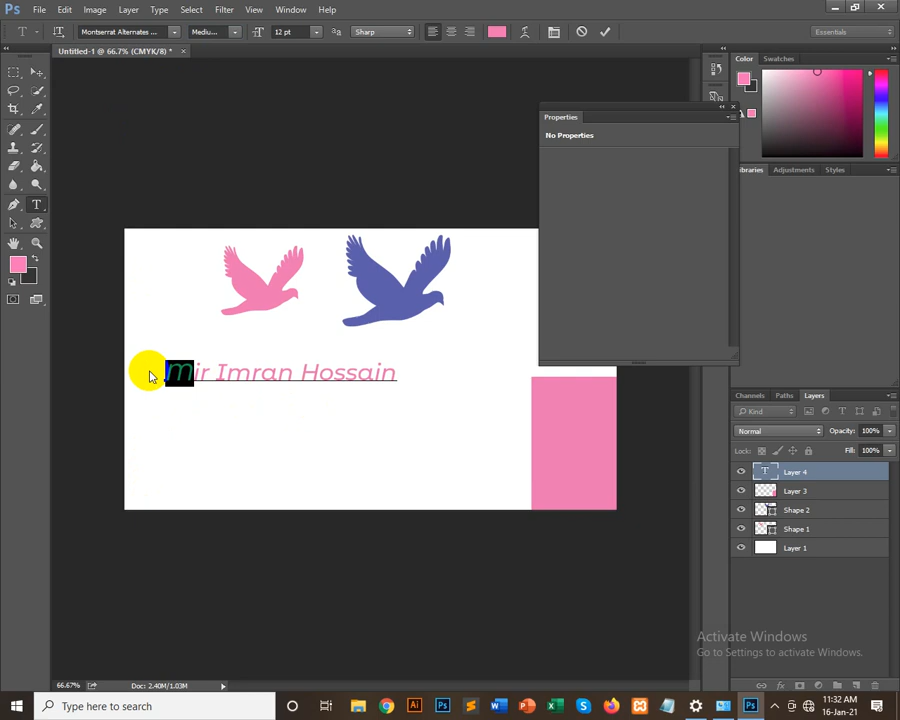 Ps File Edit Image Layer Type Select Filter View Window Help
T Montserrat Alternates Mediu... 12 pt Sharp Essentials
Untitled-1 @ 66.7% (CMYK/8) *
Color Swatches
Properties
No Properties
Libraries Adjustments Styles
Mir Imran Hossain
Channels Paths Layers
Kind
Normal Opacity: 100%
Lock: Fill: 100%
T Layer 4
Layer 3
Shape 2
Shape 1
Layer 1
Activate Windows
Go to Settings to activate Windows.
66.67% Doc: 2.40M/1.03M
Type here to search
11:32 AM
16-Jan-21